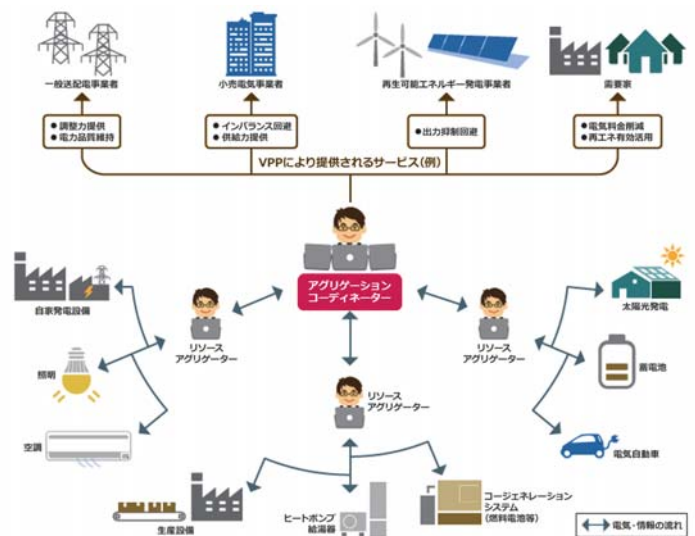 一般送配電事業者
小売電気事業者
再生可能エネルギー発電事業者
需要家
●調整力提供
●電力品質維持
●インバランス回避
●供給力提供
●出力抑制回避
●電気料金削減
●再エネ有効活用
VPPにより提供されるサービス(例)
アグリゲーション
コーディネーター
自家発電設備
リソース
アグリゲーター
リソース
アグリゲーター
太陽光発電
照明
蓄電池
リソース
アグリゲーター
空調
電気自動車
生産設備
ヒートポンプ
給湯器
コージェネレーション
システム
(燃料電池等)
電気・情報の流れ